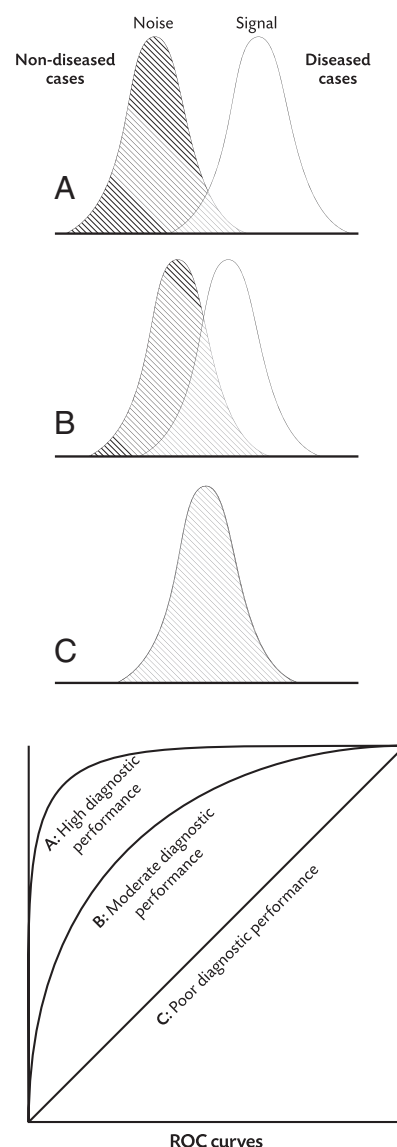 Noise
Signal
Non-diseased
cases
Diseased
cases
A
B
C
A: High diagnostic
performance
B: Moderate diagnostic
performance
C: Poor diagnostic performance
ROC curves